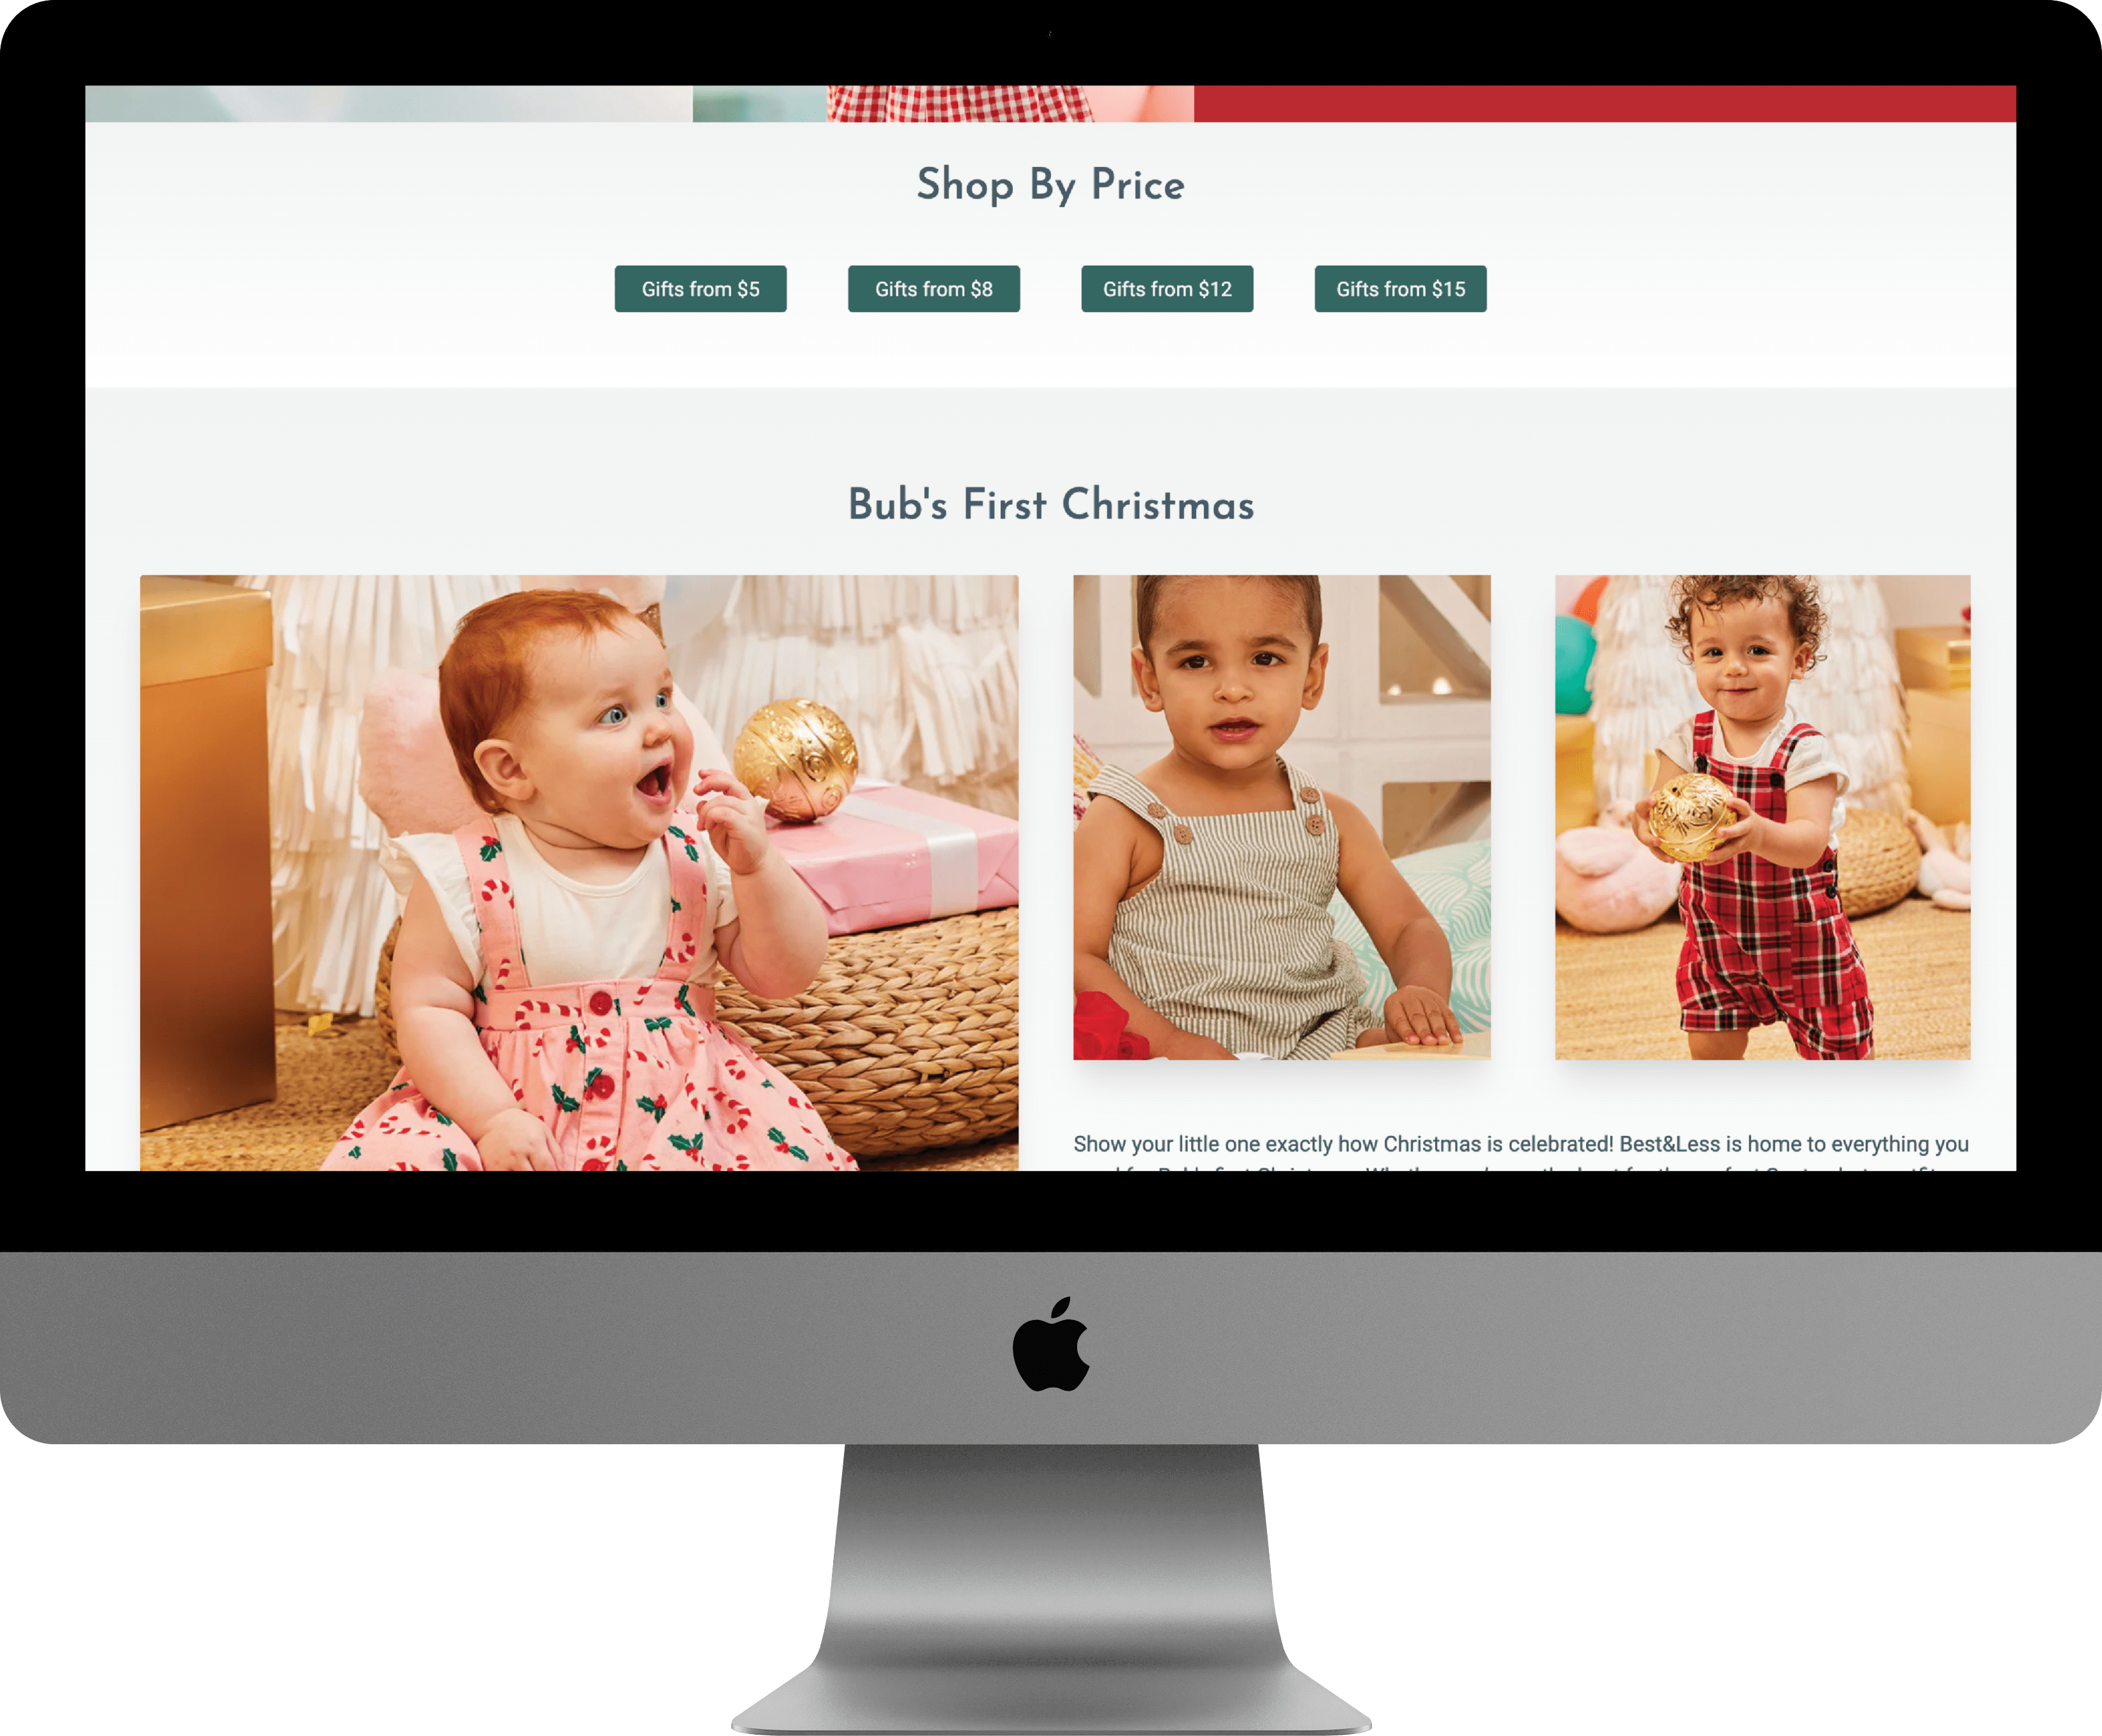 Shop By Price
Gifts from $5
Gifts from $8
Gifts from $12
Gifts from $15
Bub's First Christmas
Show your little one exactly how Christmas is celebrated! Best&Less is home to everything you